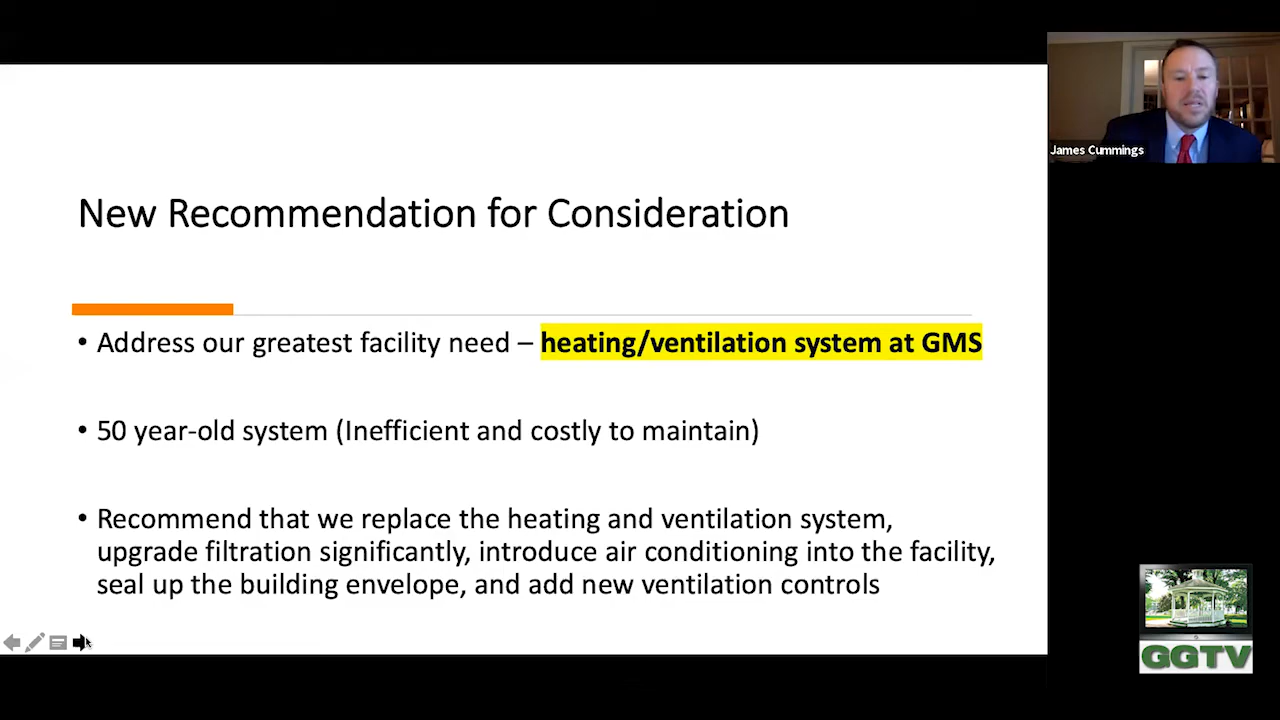 James Cummings
New Recommendation for Consideration
• Address our greatest facility need – heating/ventilation system at GMS
• 50 year-old system (Inefficient and costly to maintain)
• Recommend that we replace the heating and ventilation system,
upgrade filtration significantly, introduce air conditioning into the facility,
seal up the building envelope, and add new ventilation controls
GGTV